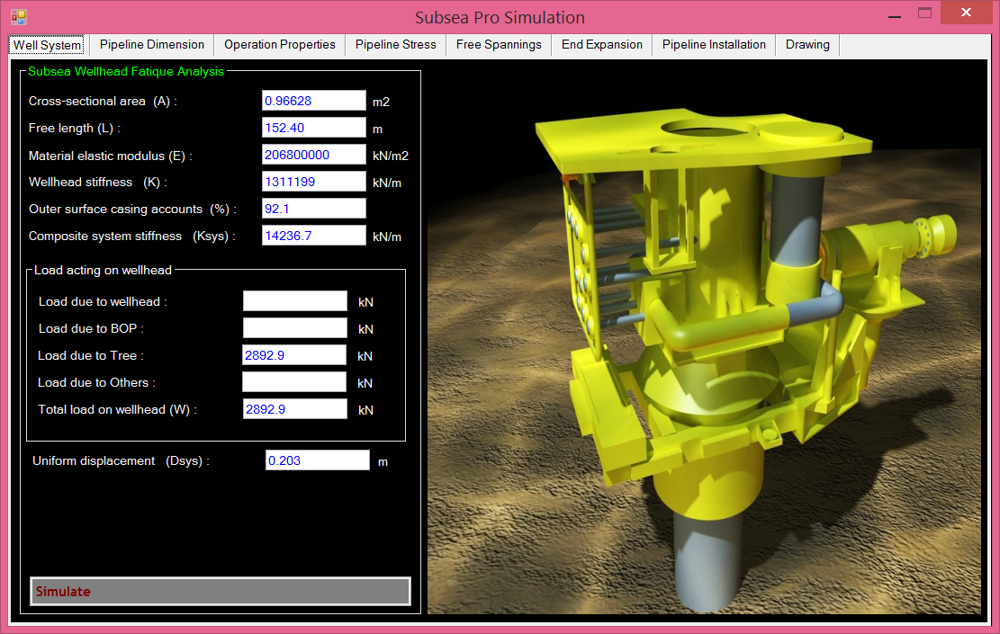 Subsea Pro Simulation
Well System Pipeline Dimension Operation Properties Pipeline Stress Free Spannings End Expansion Pipeline Installation Drawing
Subsea Wellhead Fatique Analysis
Cross-sectional area (A) : 0.96628 m2
Free length (L) : 152.40 m
Material elastic modulus (E) : 206800000 kN/m2
Wellhead stiffness (K) : 1311199 kN/m
Outer surface casing accounts (%) : 92.1
Composite system stiffness (Ksys) : 14236.7 kN/m
Load acting on wellhead
Load due to wellhead : kN
Load due to BOP : kN
Load due to Tree : 2892.9 kN
Load due to Others : kN
Total load on wellhead (W) : 2892.9 kN
Uniform displacement (Dsys) : 0.203 m
Simulate